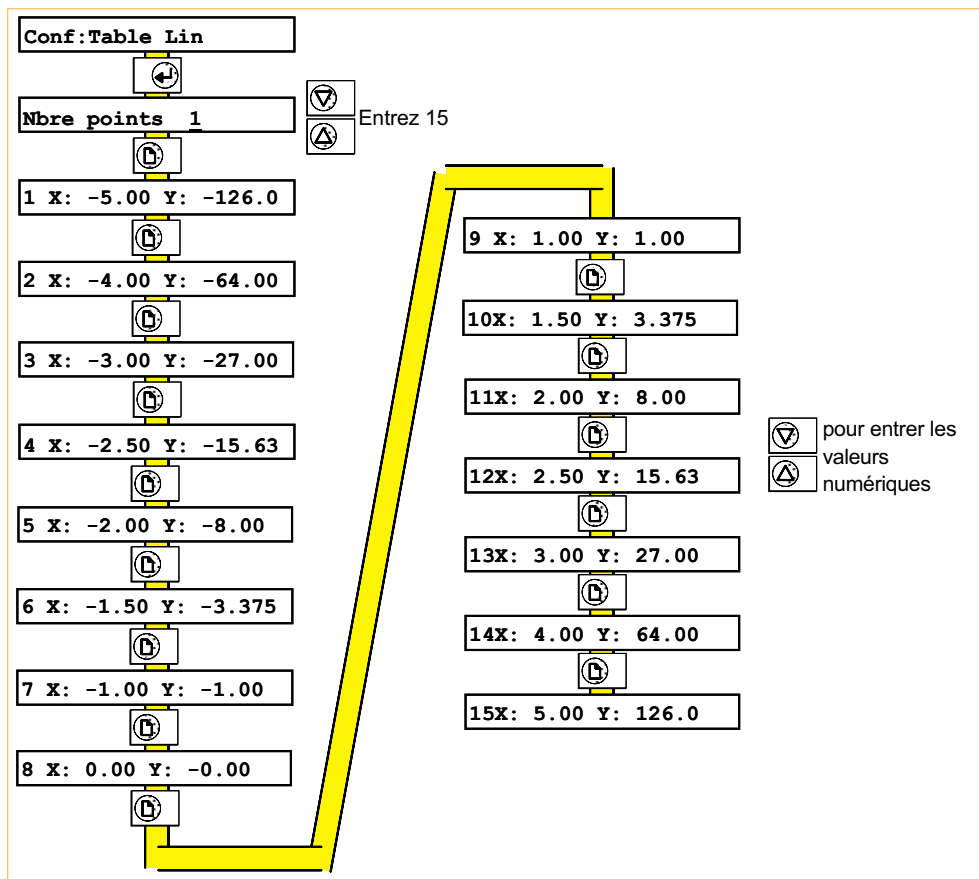 Conf:Table Lin
Nbre points 1
Entrez 15
1 X: -5.00 Y: -126.0
2 X: -4.00 Y: -64.00
3 X: -3.00 Y: -27.00
4 X: -2.50 Y: -15.63
5 X: -2.00 Y: -8.00
6 X: -1.50 Y: -3.375
7 X: -1.00 Y: -1.00
8 X: 0.00 Y: -0.00
9 X: 1.00 Y: 1.00
10X: 1.50 Y: 3.375
11X: 2.00 Y: 8.00
12X: 2.50 Y: 15.63
13X: 3.00 Y: 27.00
14X: 4.00 Y: 64.00
15X: 5.00 Y: 126.0
pour entrer les
valeurs
numériques